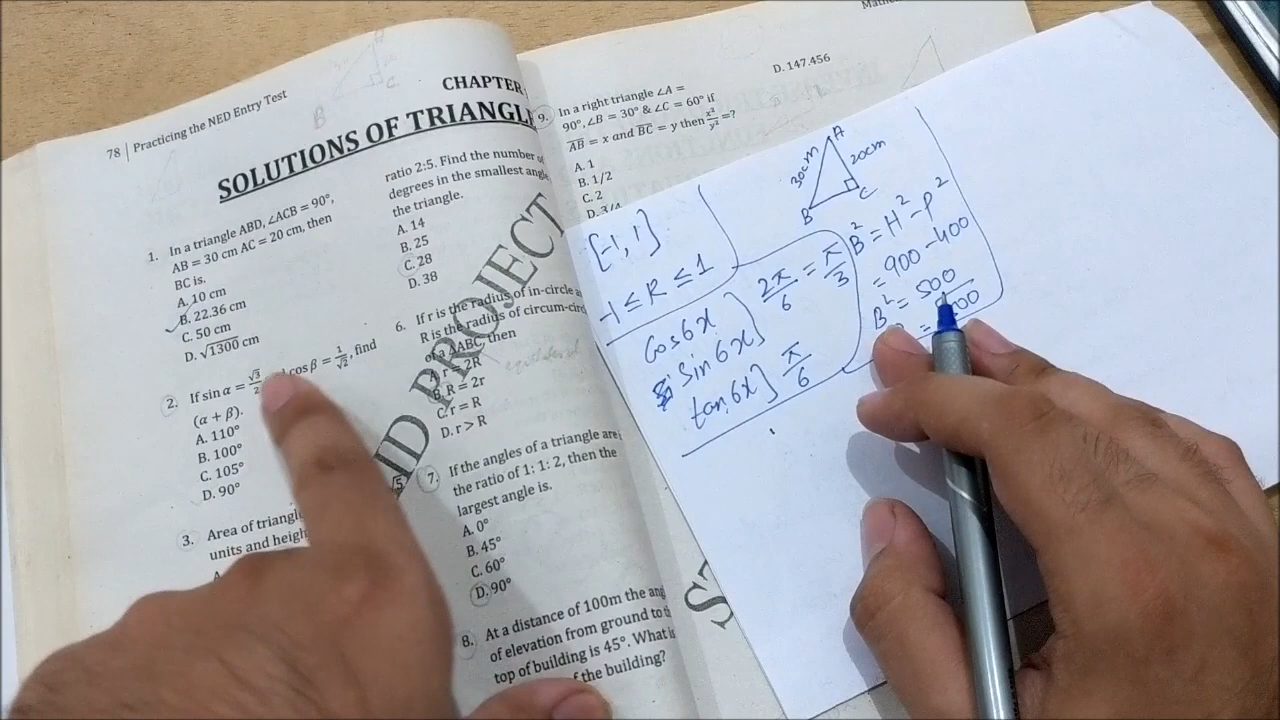 78 | Practicing the NED Entry Test
CHAPTER
SOLUTIONS OF TRIANGL
1. In a triangle ABD, ∠ACB = 90°,
AB = 30 cm AC = 20 cm, then
BC is.
A. 10 cm
B. 22.36 cm
C. 50 cm
D. √1300 cm
2. If sin α = √3/2 cos β = 1/√2, find
(α + β).
A. 110°
B. 100°
C. 105°
D. 90°
3. Area of triangl
units and heigh
ratio 2:5. Find the number of
degrees in the smallest angle
the triangle.
A. 14
B. 25
C. 28
D. 38
6. If r is the radius of in-circle
R is the radius of circum-circ
of a ΔABC then
r = 2R
B. R = 2r
C. r = R
D. r > R
7. If the angles of a triangle are
the ratio of 1: 1: 2, then the
largest angle is.
A. 0°
B. 45°
C. 60°
D. 90°
8. At a distance of 100m the ang
of elevation from ground to
top of building is 45°. What is
f the building?
Mathe
D. 147.456
9. In a right triangle ∠A =
90°, ∠B = 30° & ∠C = 60° if
AB = x and BC = y then x²/y² =?
A. 1
B. 1/2
C. 2
D. 3/4
PROJECT
ST
B
C
[-1, 1]
-1 ≤ R ≤ 1
Cos 6x
Sin 6x] 2π/6 = π/3
tan 6x] π/6
A
30cm
20cm
B
C
B² = H² - P²
= 900 - 400
B² = 500